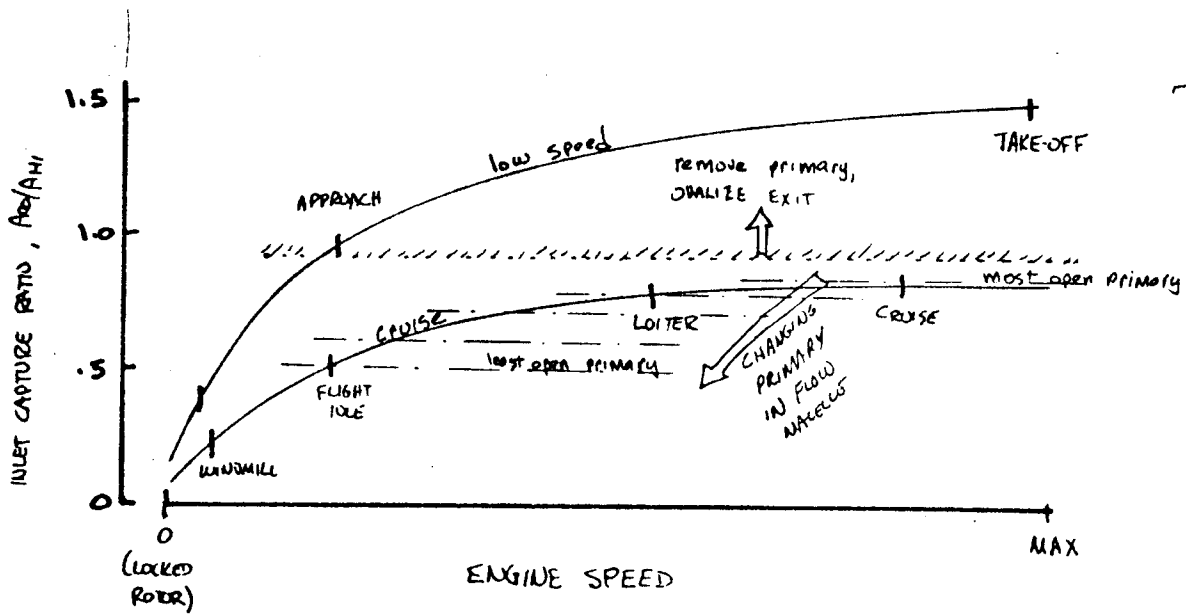 1.5
1.0
.5
0
INLET CAPTURE RATIO, A∞/AHI
low speed
TAKE-OFF
remove primary,
OVALIZE EXIT
APPROACH
most open primary
CRUISE
LOITER
CRUISE
least open primary
FLIGHT
IDLE
CHANGING
PRIMARY
IN FLOW
NACELLE
WINDMILL
0
(LOCKED
ROTOR)
MAX
ENGINE SPEED